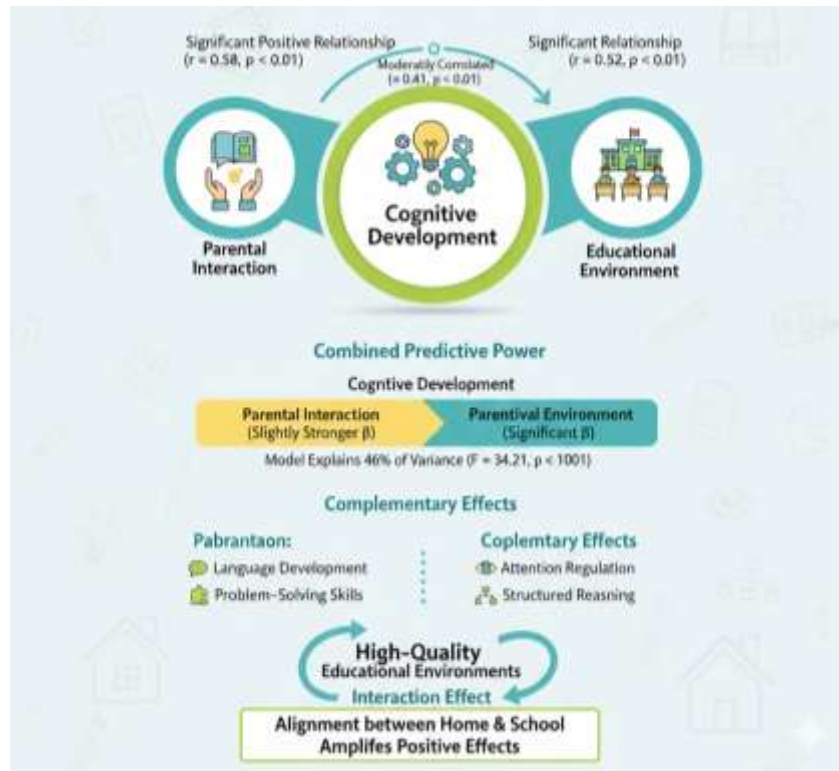 Significant Positive Relationship
(r = 0.58, p < 0.01)
Moderately Correlated
(= 0.41, p < 0.01)
Significant Relationship
(r = 0.52, p < 0.01)
Cognitive
Development
Parental
Interaction
Educational
Environment
Combined Predictive Power
Cogntive Development
Parental Interaction
(Slightly Stronger β)
Parentival Environment
(Significant β)
Model Explains 46% of Variance (F = 34.21, p < 1001)
Complementary Effects
Pabrantaon:
Language Development
Problem-Solving Skills
Coplemtary Effects
Attention Regulation
Structured Reasning
High-Quality
Educational Environments
Interaction Effect
Alignment between Home & School
Amplifes Positive Effects